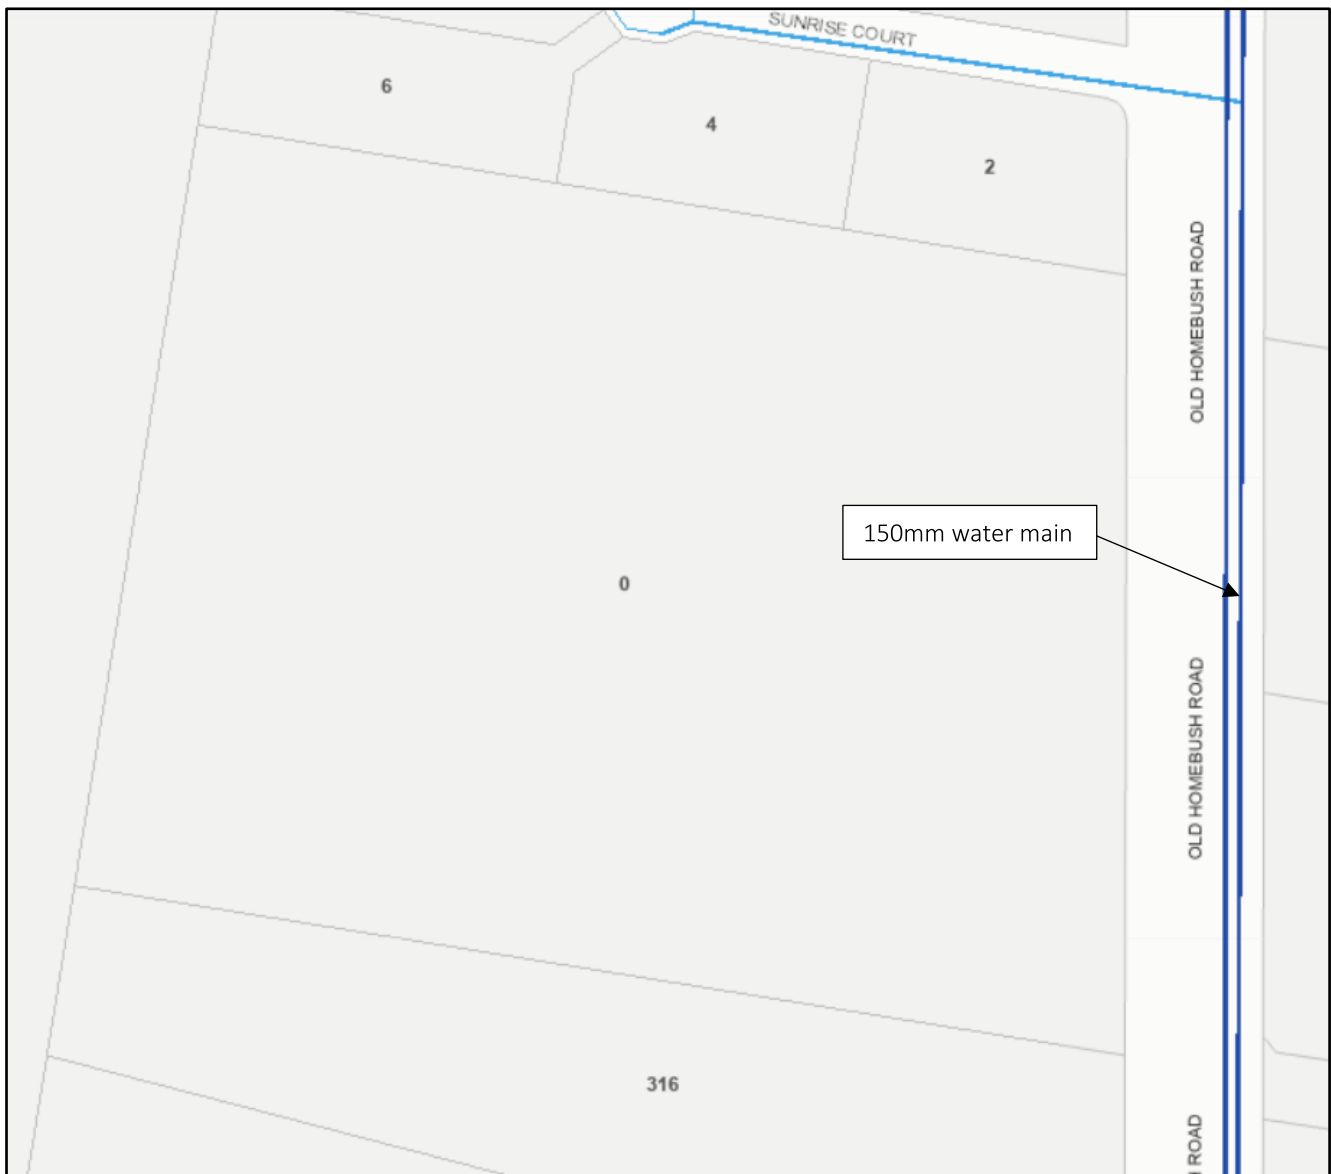 SUNRISE COURT
6
4
2
OLD HOMEBUSH ROAD
150mm water main
0
OLD HOMEBUSH ROAD
316
ROAD